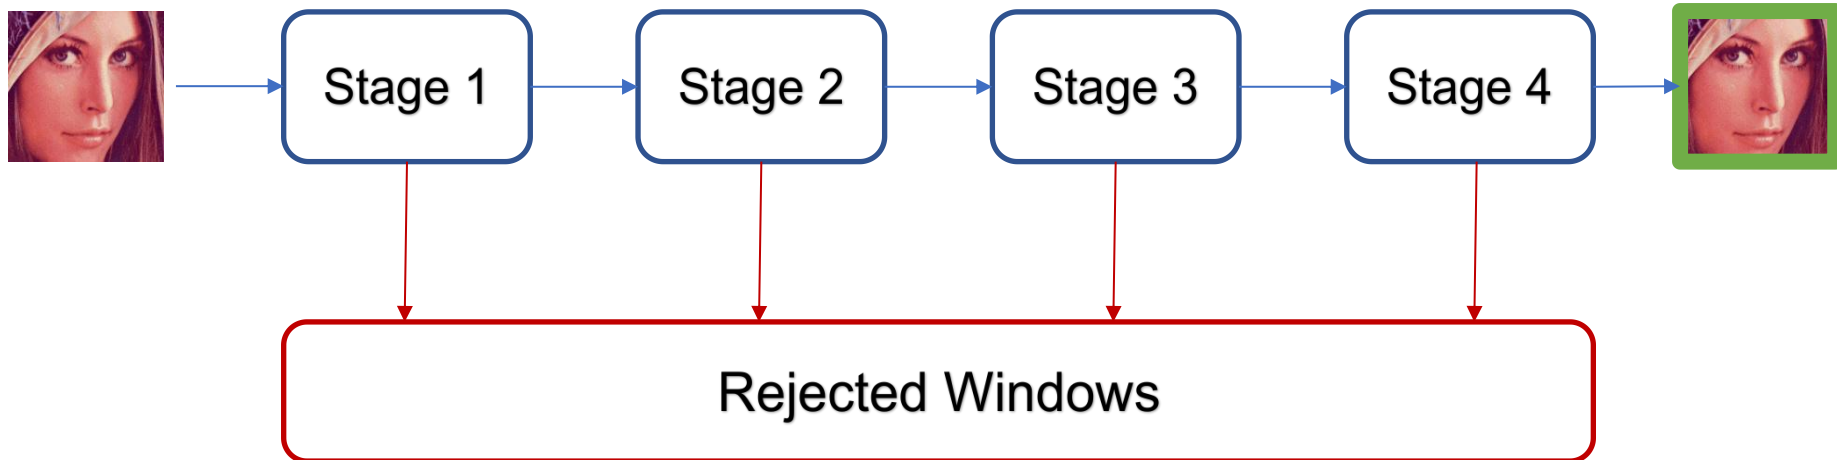 Stage 1
Stage 2
Stage 3
Stage 4
Rejected Windows